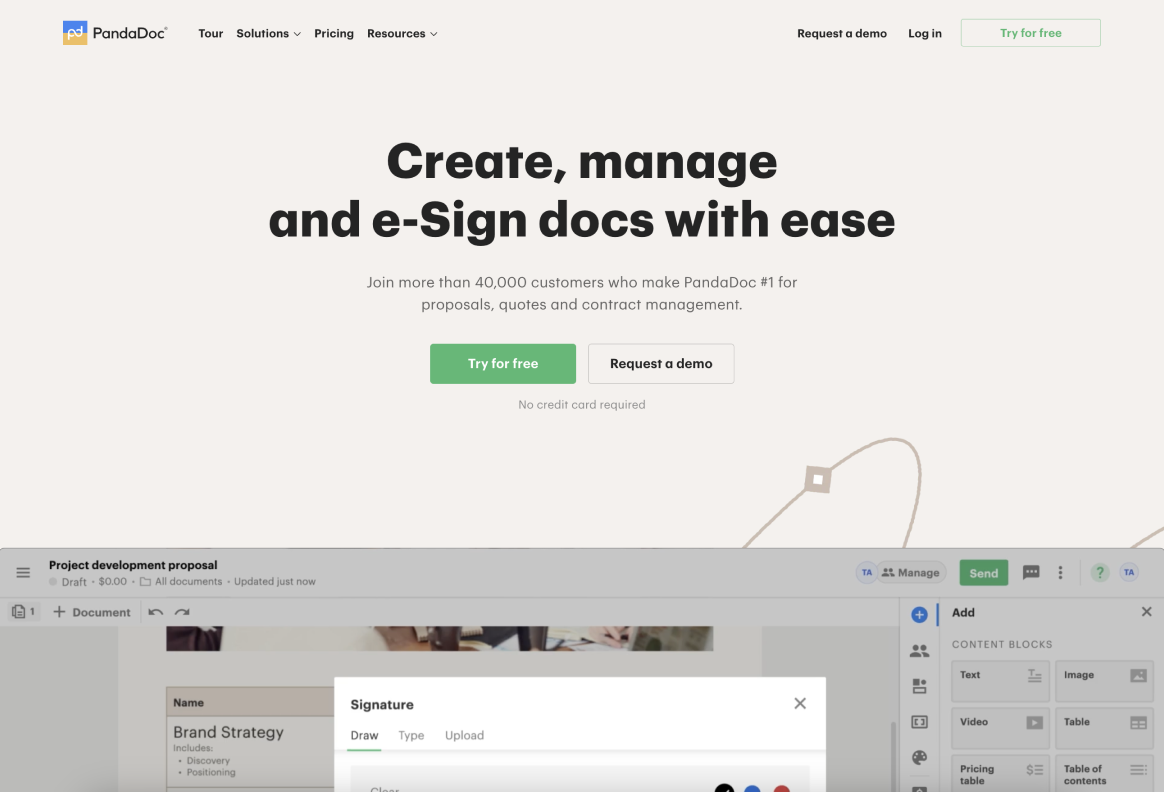 pd PandaDoc®
Tour Solutions Pricing Resources
Request a demo Log in Try for free
Create, manage
and e-Sign docs with ease
Join more than 40,000 customers who make PandaDoc #1 for
proposals, quotes and contract management.
Try for free Request a demo
No credit card required
Project development proposal
Draft • $0.00 • All documents • Updated just now
TA Manage Send ? TA
1 + Document
Add
CONTENT BLOCKS
Text Image
Video Table
Pricing
table
Table of
contents
Name
Brand Strategy
Includes:
• Discovery
• Positioning
Signature
Draw Type Upload
Clear